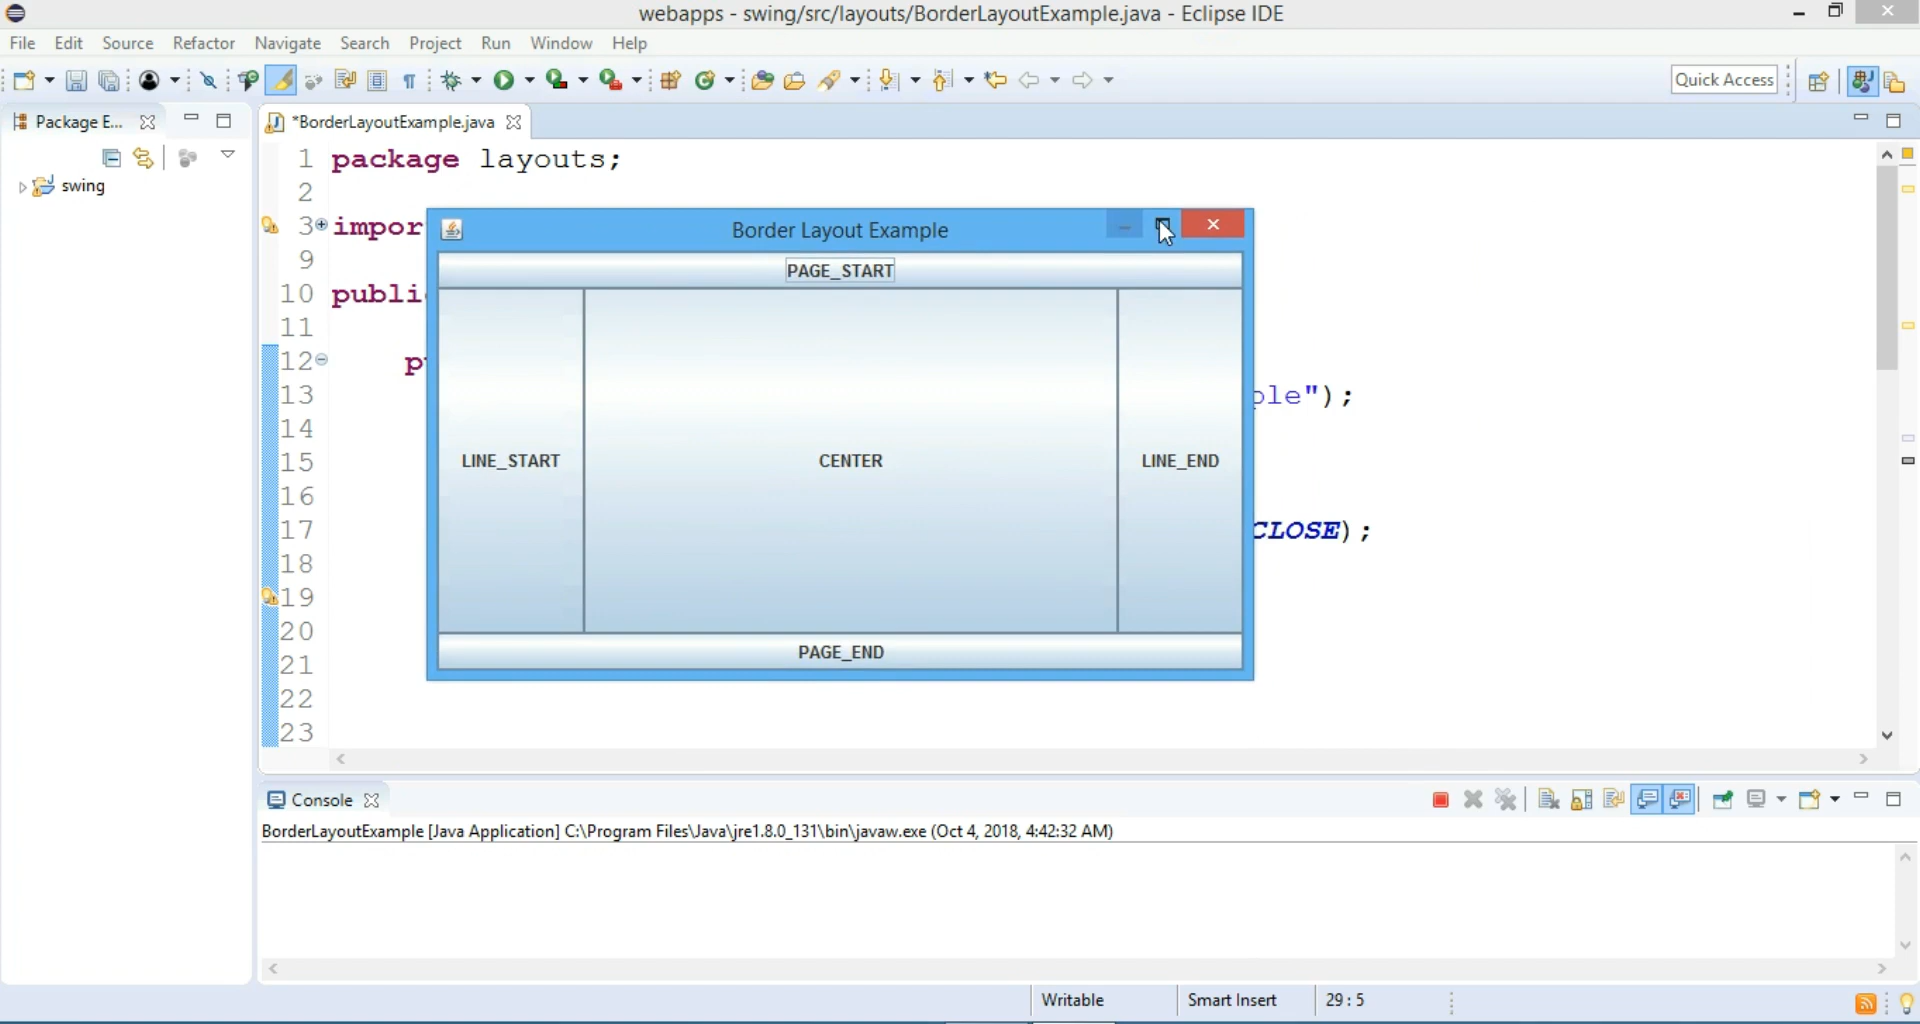 webapps - swing/src/layouts/BorderLayoutExample.java - Eclipse IDE
File Edit Source Refactor Navigate Search Project Run Window Help
Quick Access
Package E...
*BorderLayoutExample.java
swing
1 package layouts;
2
3 impor
9
10 publi
11
12
13 ple");
14
15
16
17 CLOSE);
18
19
20
21
22
23
Border Layout Example
PAGE_START
LINE_START CENTER LINE_END
PAGE_END
Console
BorderLayoutExample [Java Application] C:\Program Files\Java\jre1.8.0_131\bin\javaw.exe (Oct 4, 2018, 4:42:32 AM)
Writable Smart Insert 29 : 5